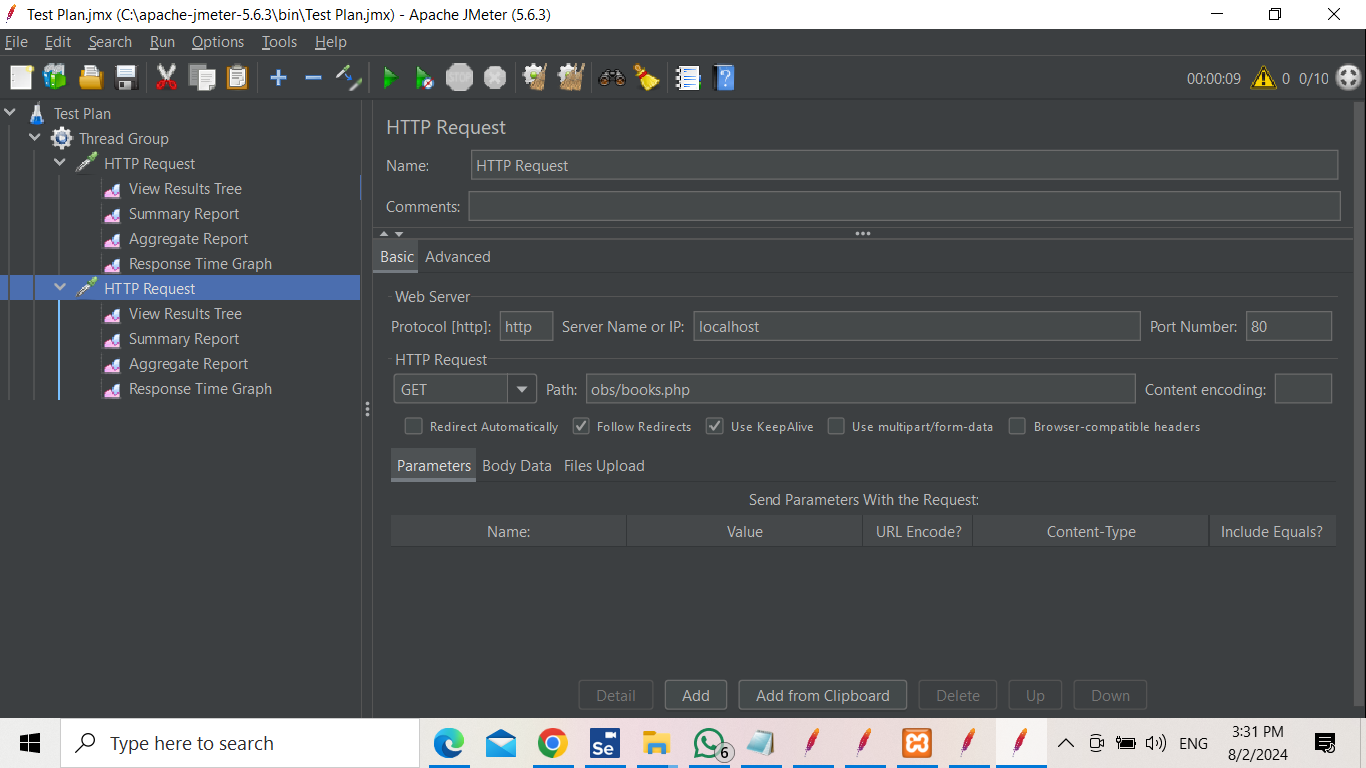 Test Plan.jmx (C:\apache-jmeter-5.6.3\bin\Test Plan.jmx) - Apache JMeter (5.6.3)
File Edit Search Run Options Tools Help
STOP 00:00:09 0 0/10
Test Plan
Thread Group
HTTP Request
View Results Tree
Summary Report
Aggregate Report
Response Time Graph
HTTP Request
View Results Tree
Summary Report
Aggregate Report
Response Time Graph
HTTP Request
Name: HTTP Request
Comments:
Basic Advanced
Web Server
Protocol [http]: http Server Name or IP: localhost Port Number: 80
HTTP Request
GET Path: obs/books.php Content encoding:
Redirect Automatically Follow Redirects Use KeepAlive Use multipart/form-data Browser-compatible headers
Parameters Body Data Files Upload
Send Parameters With the Request:
Name: Value URL Encode? Content-Type Include Equals?
Detail Add Add from Clipboard Delete Up Down
Type here to search Se 6 ENG 3:31 PM
8/2/2024